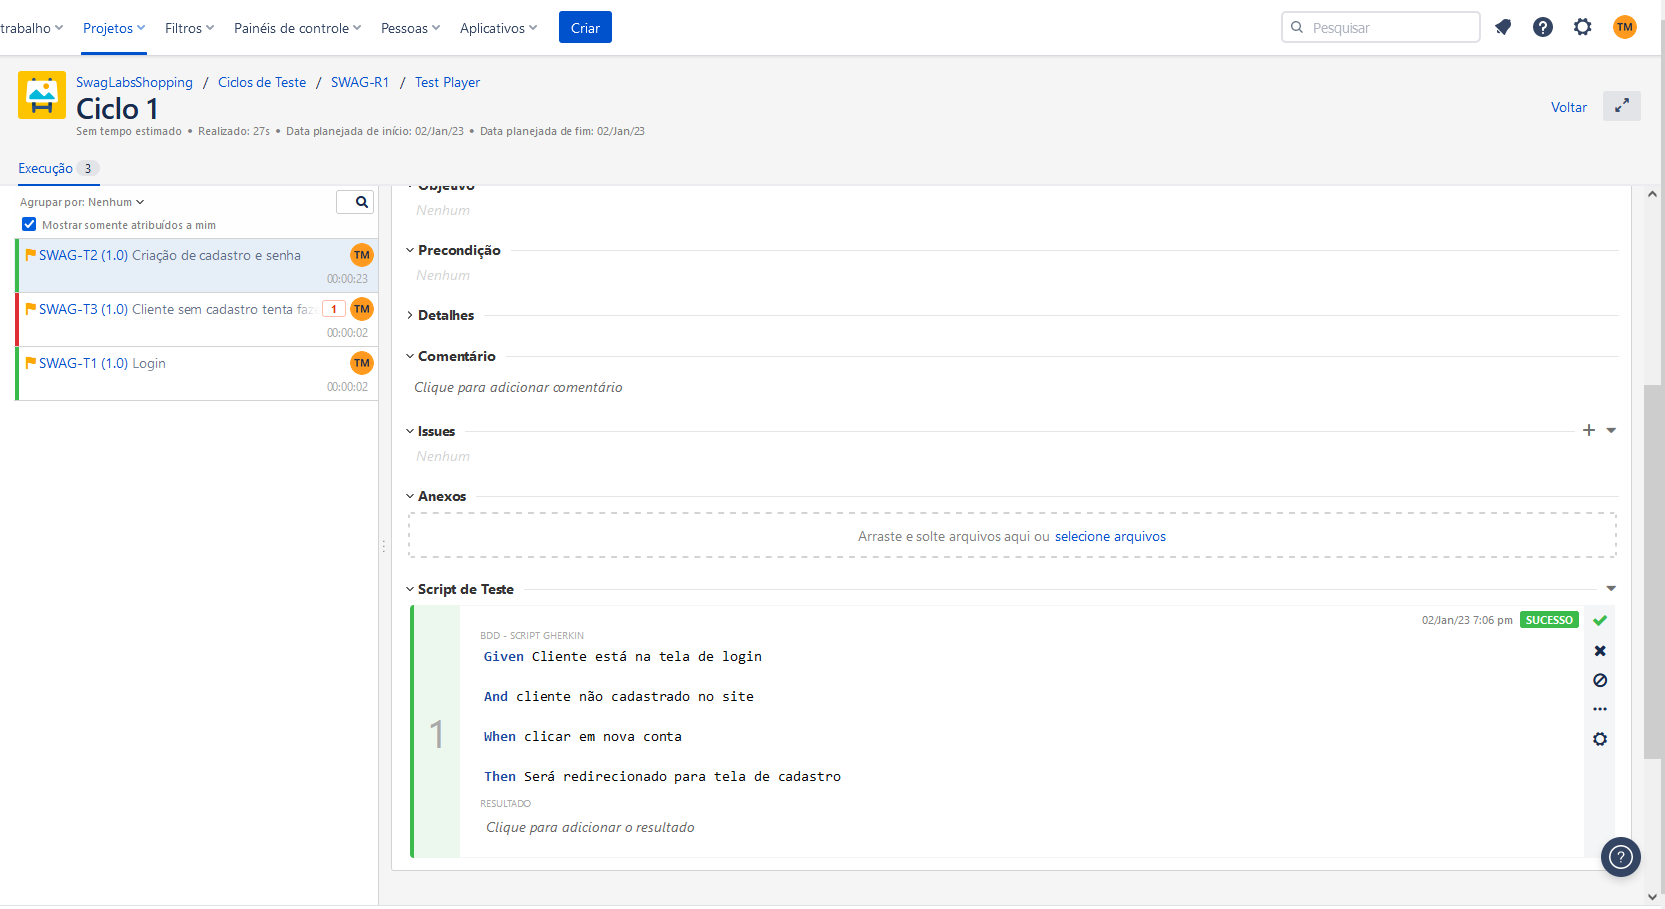 trabalho Projetos Filtros Painéis de controle Pessoas Aplicativos Criar Pesquisar TM
SwagLabsShopping / Ciclos de Teste / SWAG-R1 / Test Player
Ciclo 1
Sem tempo estimado • Realizado: 27s • Data planejada de início: 02/Jan/23 • Data planejada de fim: 02/Jan/23
Voltar
Execução 3
Agrupar por: Nenhum
Mostrar somente atribuídos a mim
SWAG-T2 (1.0) Criação de cadastro e senha TM
00:00:23
SWAG-T3 (1.0) Cliente sem cadastro tenta faze 1 TM
00:00:02
SWAG-T1 (1.0) Login TM
00:00:02
Objetivo
Nenhum
Precondição
Nenhum
Detalhes
Comentário
Clique para adicionar comentário
Issues
Nenhum
Anexos
Arraste e solte arquivos aqui ou selecione arquivos
Script de Teste
02/Jan/23 7:06 pm SUCESSO
1
BDD - SCRIPT GHERKIN
Given Cliente está na tela de login
And cliente não cadastrado no site
When clicar em nova conta
Then Será redirecionado para tela de cadastro
RESULTADO
Clique para adicionar o resultado